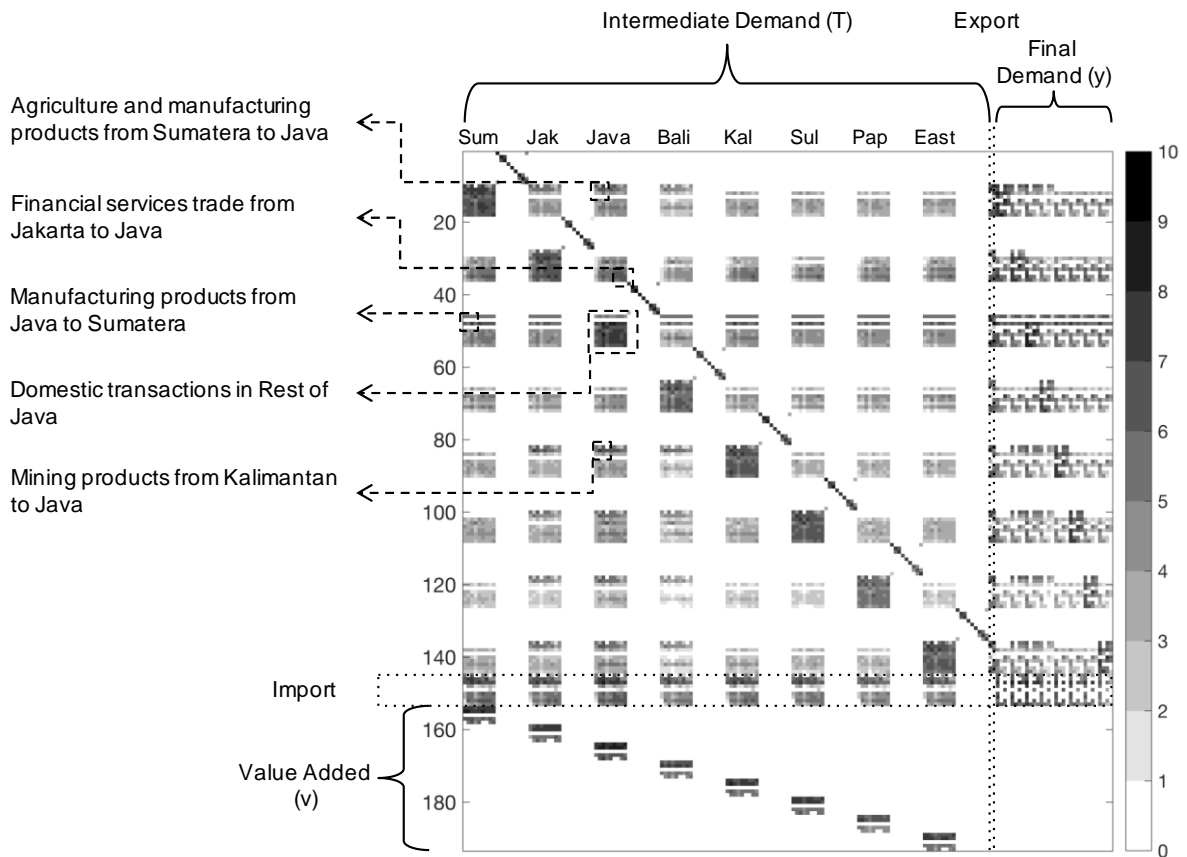 Intermediate Demand (T)
Export
Final
Demand (y)
Agriculture and manufacturing
products from Sumatera to Java
Sum Jak Java Bali Kal Sul Pap East
Financial services trade from
Jakarta to Java
Manufacturing products from
Java to Sumatera
Domestic transactions in Rest of
Java
Mining products from Kalimantan
to Java
Import
Value Added
(v)
20
40
60
80
100
120
140
160
180
10
9
8
7
6
5
4
3
2
1
0